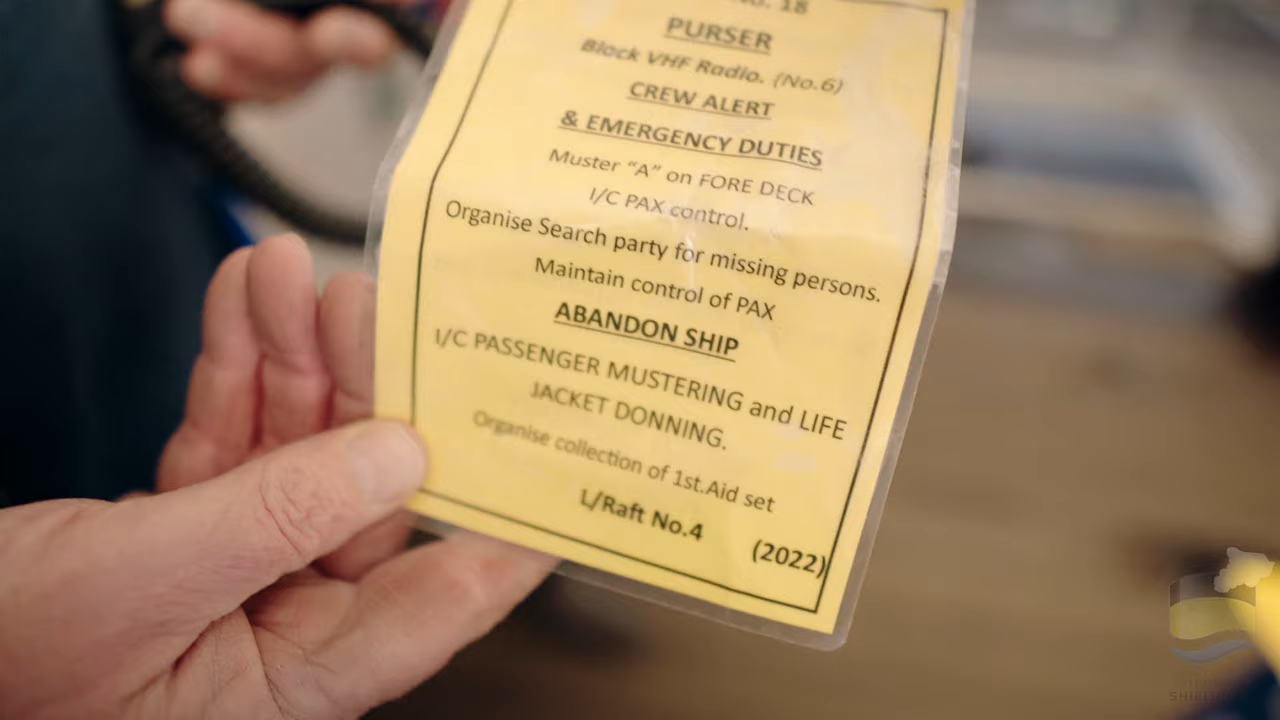 No. 18
PURSER
Block VHF Radio. (No.6)
CREW ALERT
& EMERGENCY DUTIES
Muster “A” on FORE DECK
I/C PAX control.
Organise Search party for missing persons.
Maintain control of PAX
ABANDON SHIP
I/C PASSENGER MUSTERING and LIFE
JACKET DONNING.
Organise collection of 1st.Aid set
L/Raft No.4
(2022)